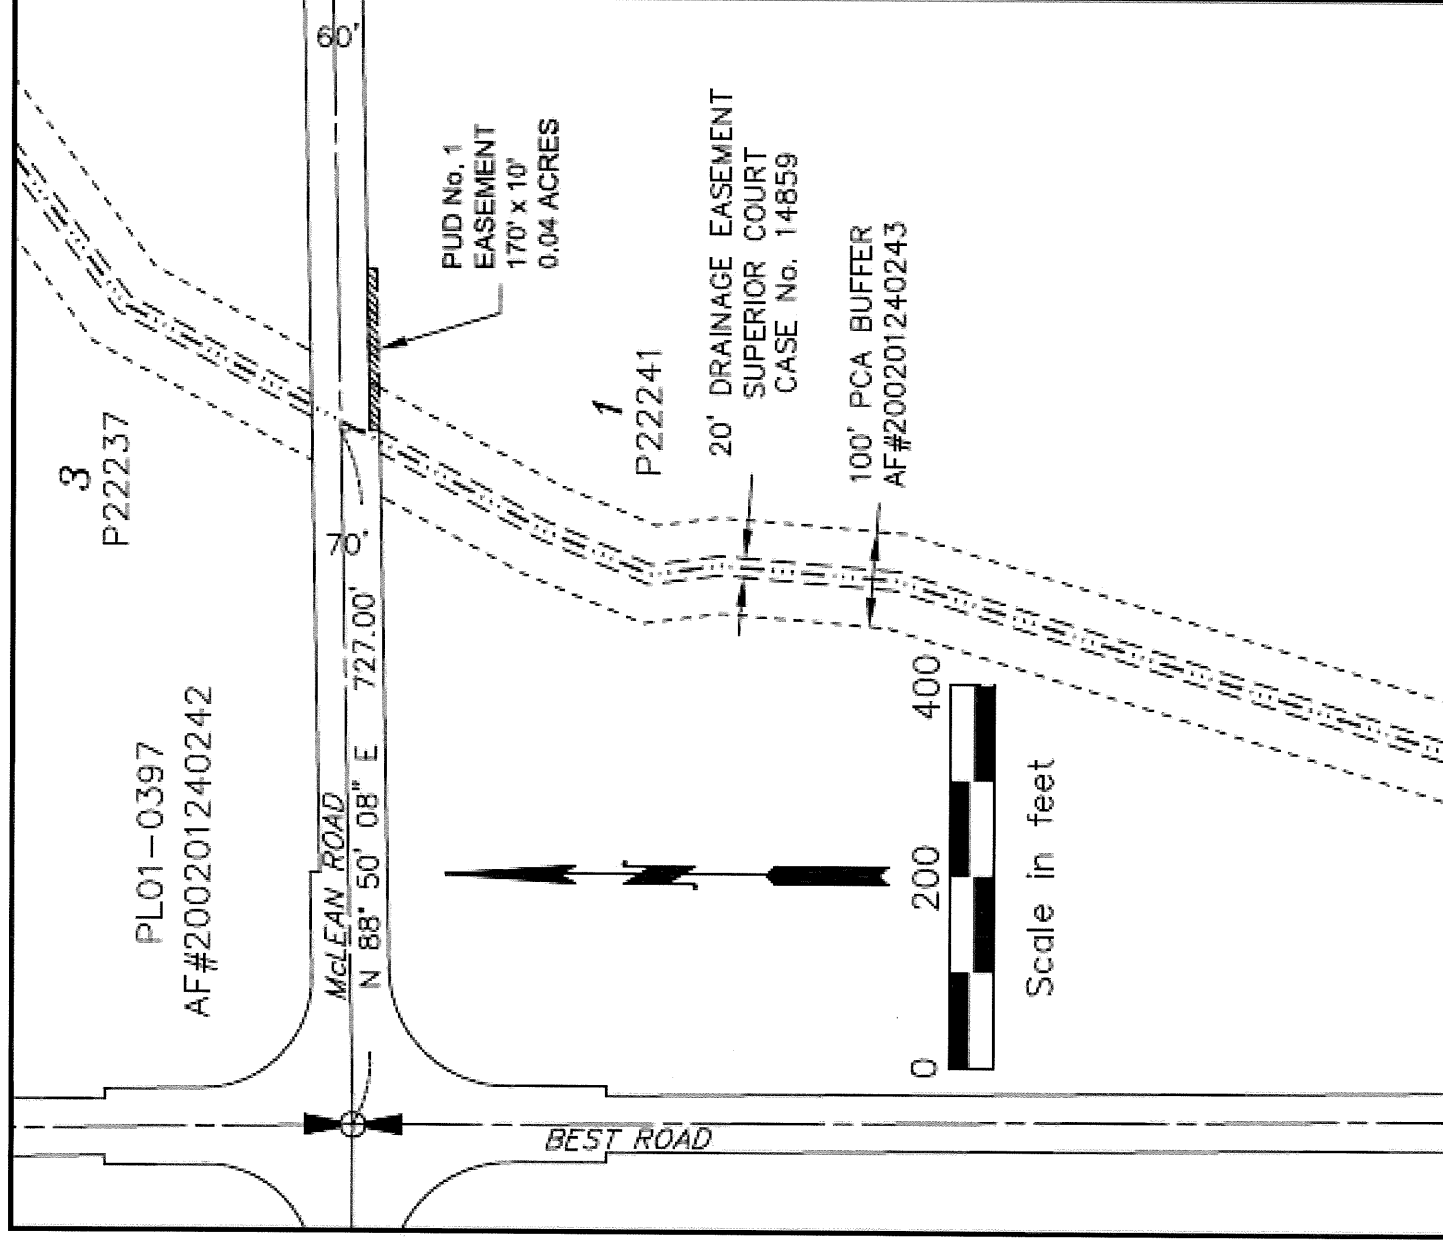 60'
PUD No. 1
EASEMENT
170' x 10'
0.04 ACRES
3
P22237
1
P22241
20' DRAINAGE EASEMENT
SUPERIOR COURT
CASE No. 14859
100' PCA BUFFER
AF#200201240243
70'
PL01-0397
AF#200201240242
McLEAN ROAD
N 88° 50' 08" E 727.00'
BEST ROAD
0
200
400
Scale in feet